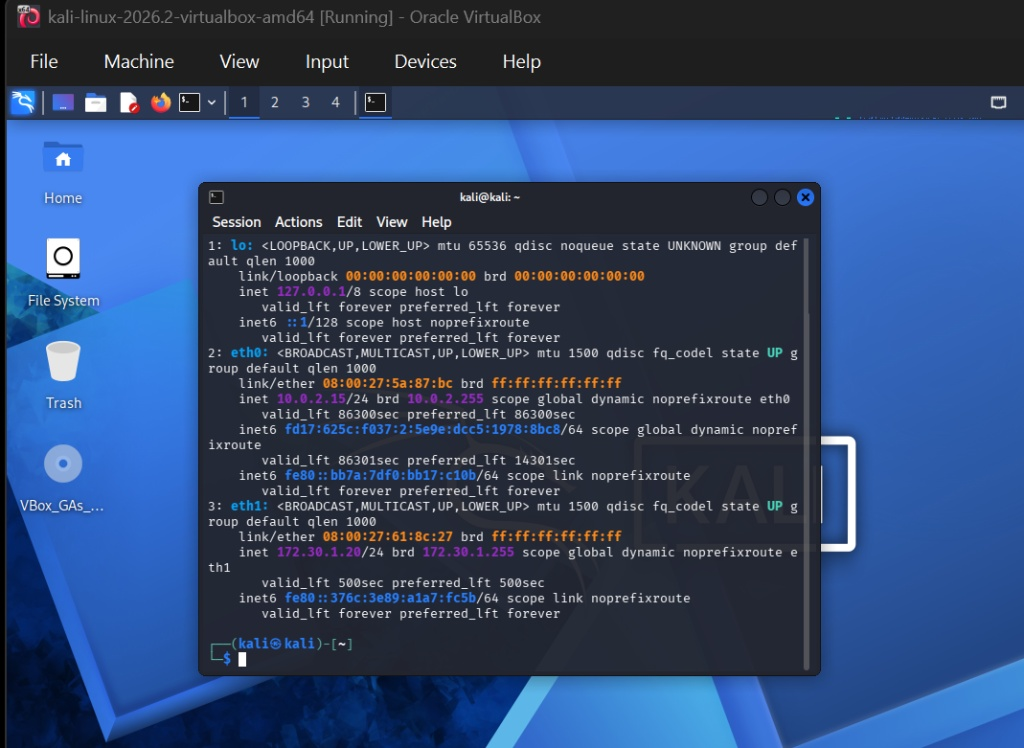 kali-linux-2026.2-virtualbox-amd64 [Running] - Oracle VirtualBox
File Machine View Input Devices Help
1 2 3 4
Home
File System
Trash
VBox_GAs_...
kali@kali: ~
Session Actions Edit View Help
1: lo: <LOOPBACK,UP,LOWER_UP> mtu 65536 qdisc noqueue state UNKNOWN group def
ault qlen 1000
    link/loopback 00:00:00:00:00:00 brd 00:00:00:00:00:00
    inet 127.0.0.1/8 scope host lo
       valid_lft forever preferred_lft forever
    inet6 ::1/128 scope host noprefixroute
       valid_lft forever preferred_lft forever
2: eth0: <BROADCAST,MULTICAST,UP,LOWER_UP> mtu 1500 qdisc fq_codel state UP g
roup default qlen 1000
    link/ether 08:00:27:5a:87:bc brd ff:ff:ff:ff:ff:ff
    inet 10.0.2.15/24 brd 10.0.2.255 scope global dynamic noprefixroute eth0
       valid_lft 86300sec preferred_lft 86300sec
    inet6 fd17:625c:f037:2:5e9e:dcc5:1978:8bc8/64 scope global dynamic nopref
ixroute
       valid_lft 86301sec preferred_lft 14301sec
    inet6 fe80::bb7a:7df0:bb17:c10b/64 scope link noprefixroute
       valid_lft forever preferred_lft forever
3: eth1: <BROADCAST,MULTICAST,UP,LOWER_UP> mtu 1500 qdisc fq_codel state UP g
roup default qlen 1000
    link/ether 08:00:27:61:8c:27 brd ff:ff:ff:ff:ff:ff
    inet 172.30.1.20/24 brd 172.30.1.255 scope global dynamic noprefixroute e
th1
       valid_lft 500sec preferred_lft 500sec
    inet6 fe80::376c:3e89:a1a7:fc5b/64 scope link noprefixroute
       valid_lft forever preferred_lft forever
┌──(kali㉿kali)-[~]
└─$
KALI